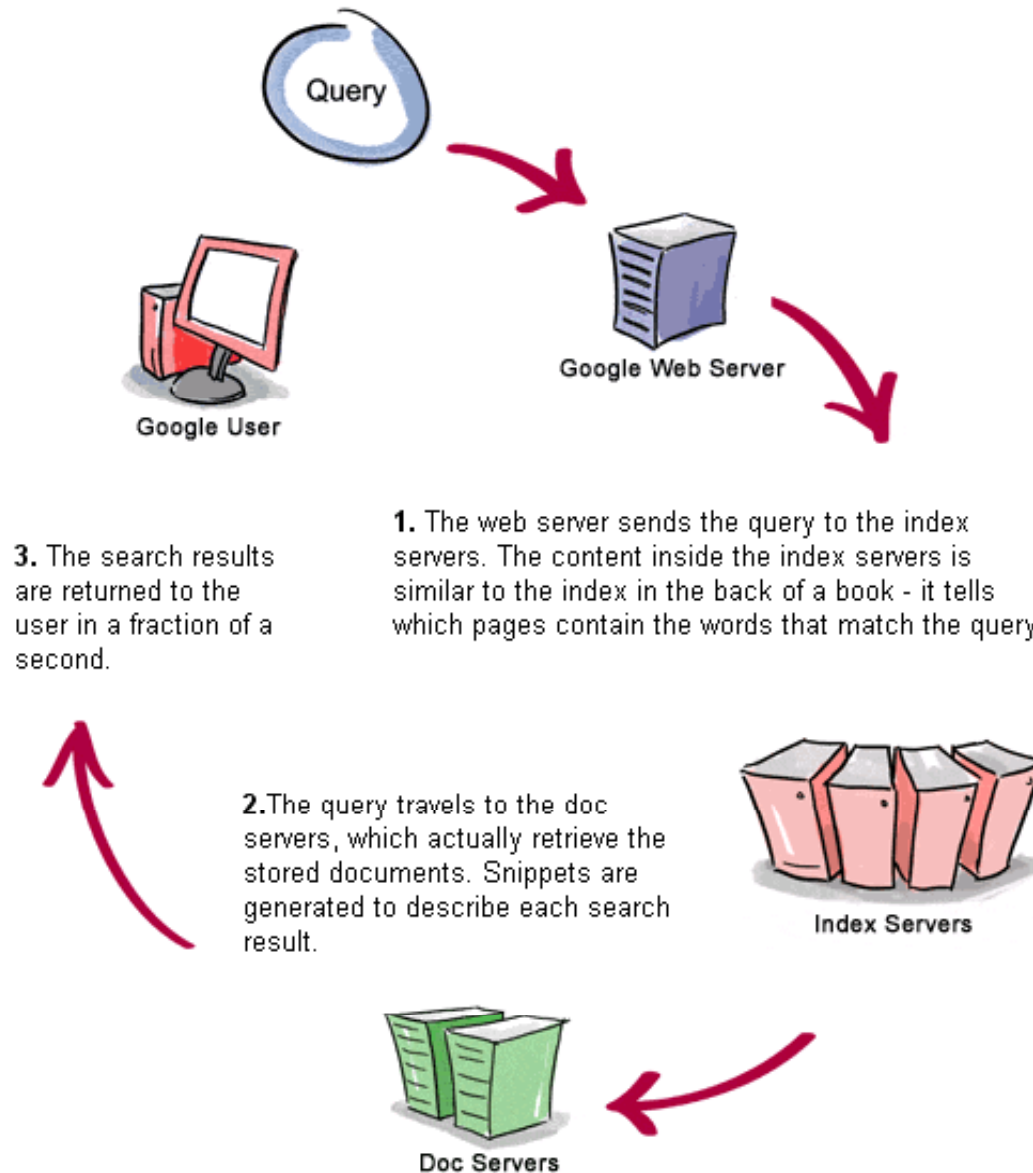 Query
Google Web Server
Google User
1. The web server sends the query to the index
servers. The content inside the index servers is
similar to the index in the back of a book - it tells
which pages contain the words that match the query
3. The search results
are returned to the
user in a fraction of a
second.
2.The query travels to the doc
servers, which actually retrieve the
stored documents. Snippets are
generated to describe each search
result.
Index Servers
Doc Servers